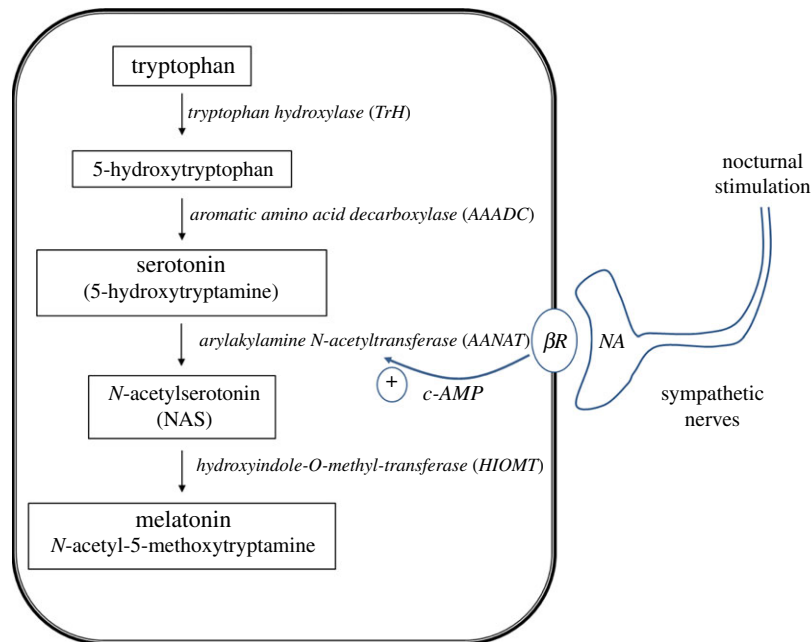 tryptophan
tryptophan hydroxylase (TrH)
5-hydroxytryptophan
aromatic amino acid decarboxylase (AAADC)
serotonin
(5-hydroxytryptamine)
arylakylamine N-acetyltransferase (AANAT)
+
c-AMP
βR
NA
nocturnal
stimulation
sympathetic
nerves
N-acetylserotonin
(NAS)
hydroxyindole-O-methyl-transferase (HIOMT)
melatonin
N-acetyl-5-methoxytryptamine